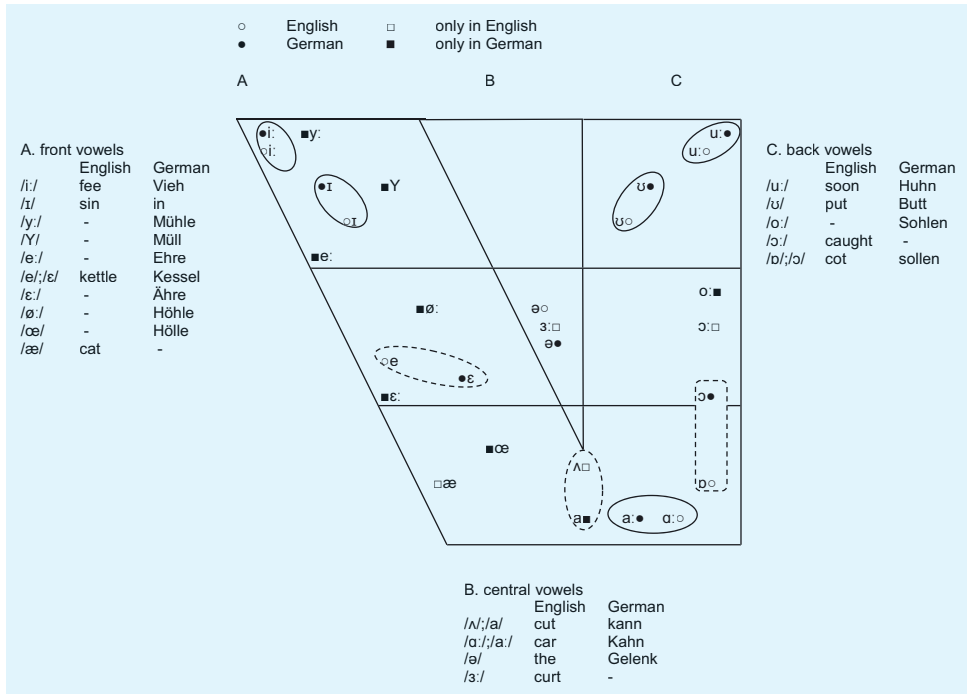 ○ English □ only in English
● German ■ only in German
A B C
A. front vowels
English German
/iː/ fee Vieh
/ɪ/ sin in
/yː/ - Mühle
/Y/ - Müll
/eː/ - Ehre
/e/;/ɛ/ kettle Kessel
/ɛː/ - Ähre
/øː/ - Höhle
/œ/ - Hölle
/æ/ cat -
●iː ■yː
○iː
●ɪ ■Y
○ɪ
■eː
■øː
○e
●ɛ
■ɛː
■œ
□æ
ə○
ɜː□
ə●
ʌ□
a■
aː● ɑː○
uː●
uː○
ʊ●
ʊ○
oː■
ɔː□
ɔ●
ɒ○
C. back vowels
English German
/uː/ soon Huhn
/ʊ/ put Butt
/oː/ - Sohlen
/ɔː/ caught -
/ɒ/;/ɔ/ cot sollen
B. central vowels
English German
/ʌ/;/a/ cut kann
/ɑː/;/aː/ car Kahn
/ə/ the Gelenk
/ɜː/ curt -